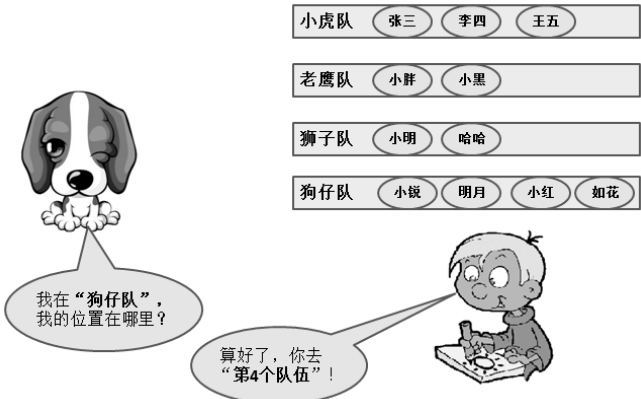 小虎队 张三 李四 王五
老鹰队 小胖 小黑
狮子队 小明 哈哈
狗仔队 小锐 明月 小红 如花
我在“狗仔队”，
我的位置在哪里？
算好了，你去
“第4个队伍”！